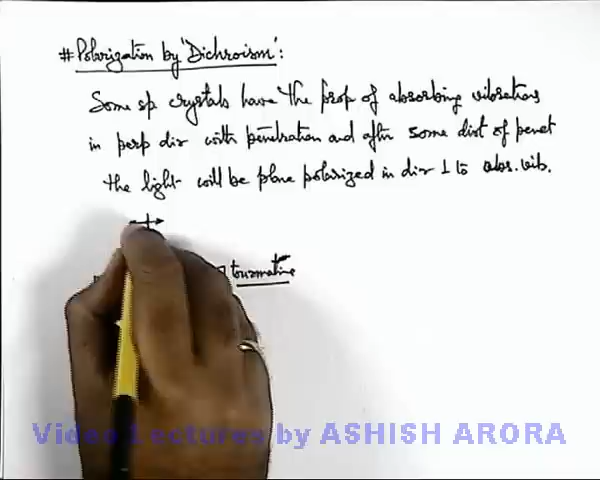 # Polarization by 'Dichroism' :
Some sp crystals have the prop of absorbing vibrations
in perp dir with penetration and after some dist of penet
the light will be plane polarized in dir ⊥ to abs. vib.
tourmatine
Video Lectures by ASHISH ARORA